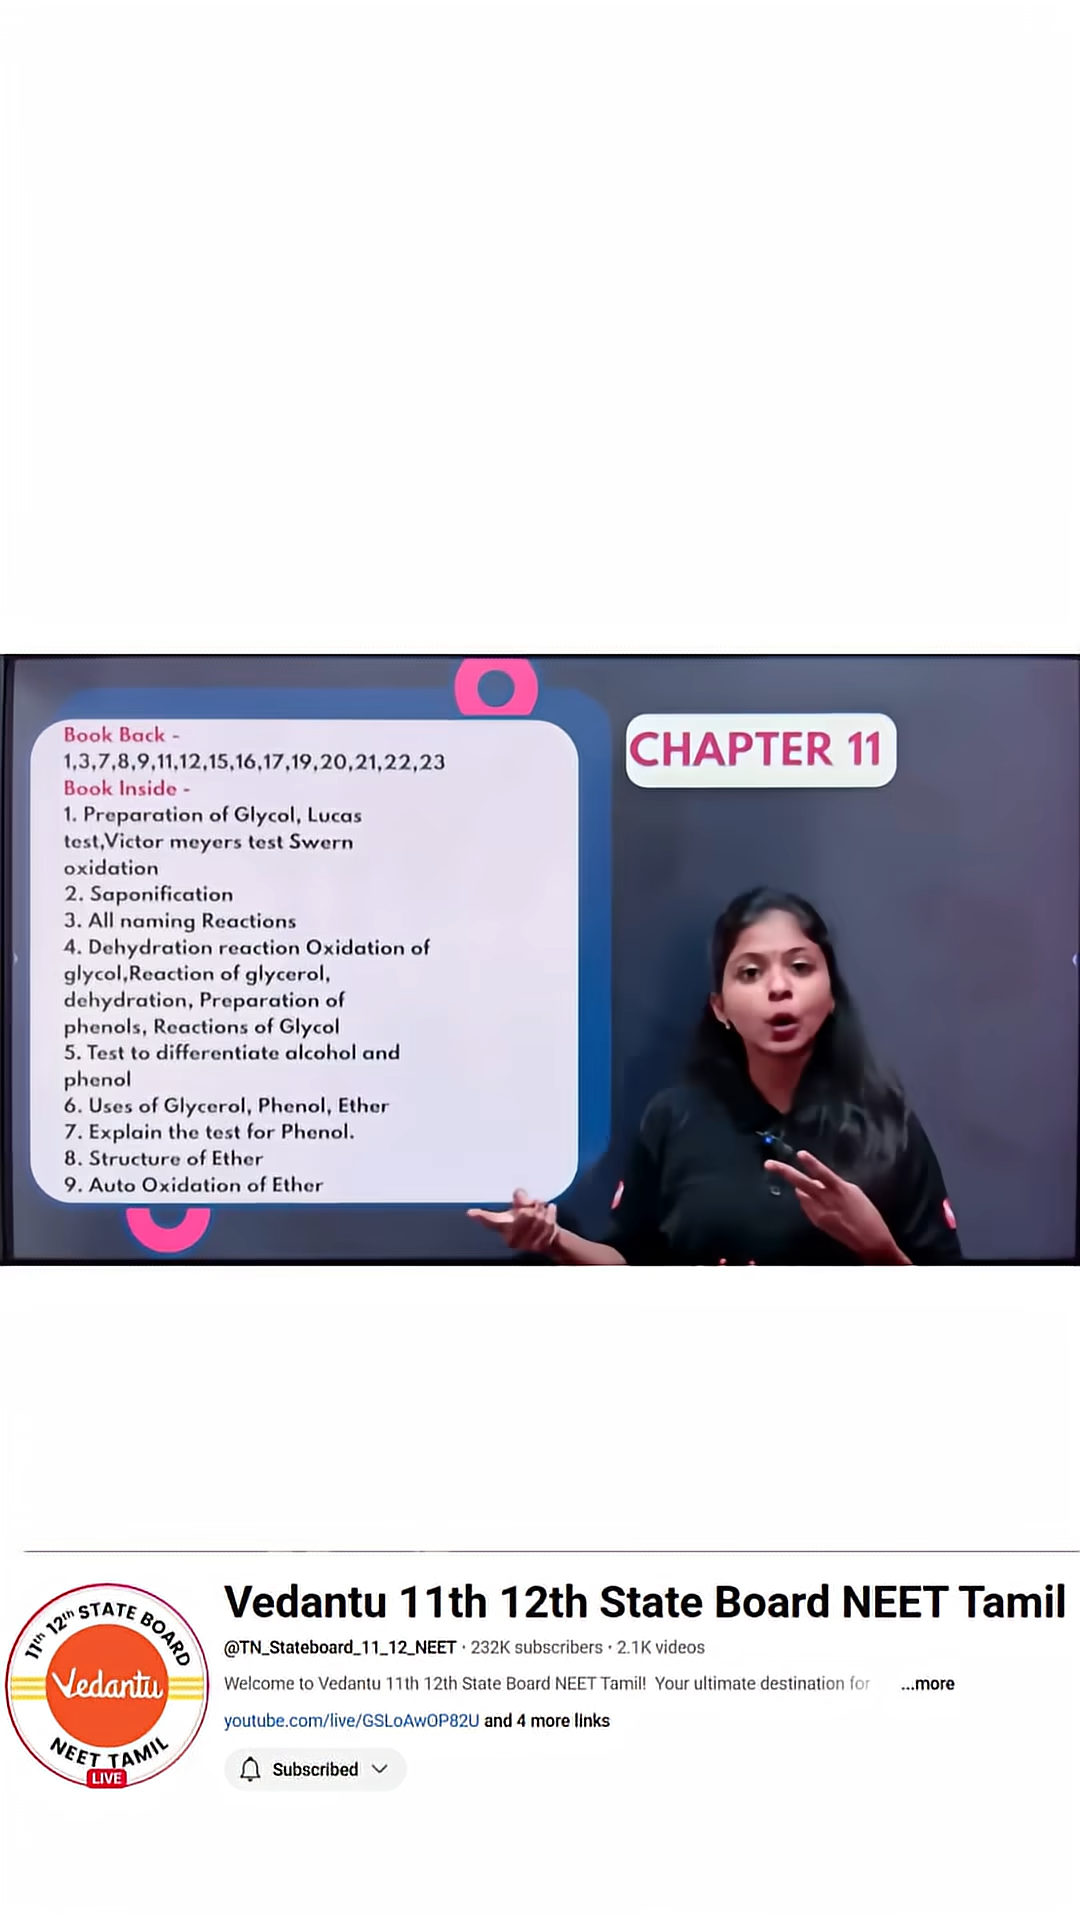 Book Back -
1,3,7,8,9,11,12,15,16,17,19,20,21,22,23
Book Inside -
1. Preparation of Glycol, Lucas
test,Victor meyers test Swern
oxidation
2. Saponification
3. All naming Reactions
4. Dehydration reaction Oxidation of
glycol,Reaction of glycerol,
dehydration, Preparation of
phenols, Reactions of Glycol
5. Test to differentiate alcohol and
phenol
6. Uses of Glycerol, Phenol, Ether
7. Explain the test for Phenol.
8. Structure of Ether
9. Auto Oxidation of Ether
CHAPTER 11
11th 12th STATE BOARD
Vedantu
NEET TAMIL
LIVE
Vedantu 11th 12th State Board NEET Tamil
@TN_Stateboard_11_12_NEET · 232K subscribers · 2.1K videos
Welcome to Vedantu 11th 12th State Board NEET Tamil! Your ultimate destination for ...more
youtube.com/live/GSLoAwOP82U and 4 more links
Subscribed